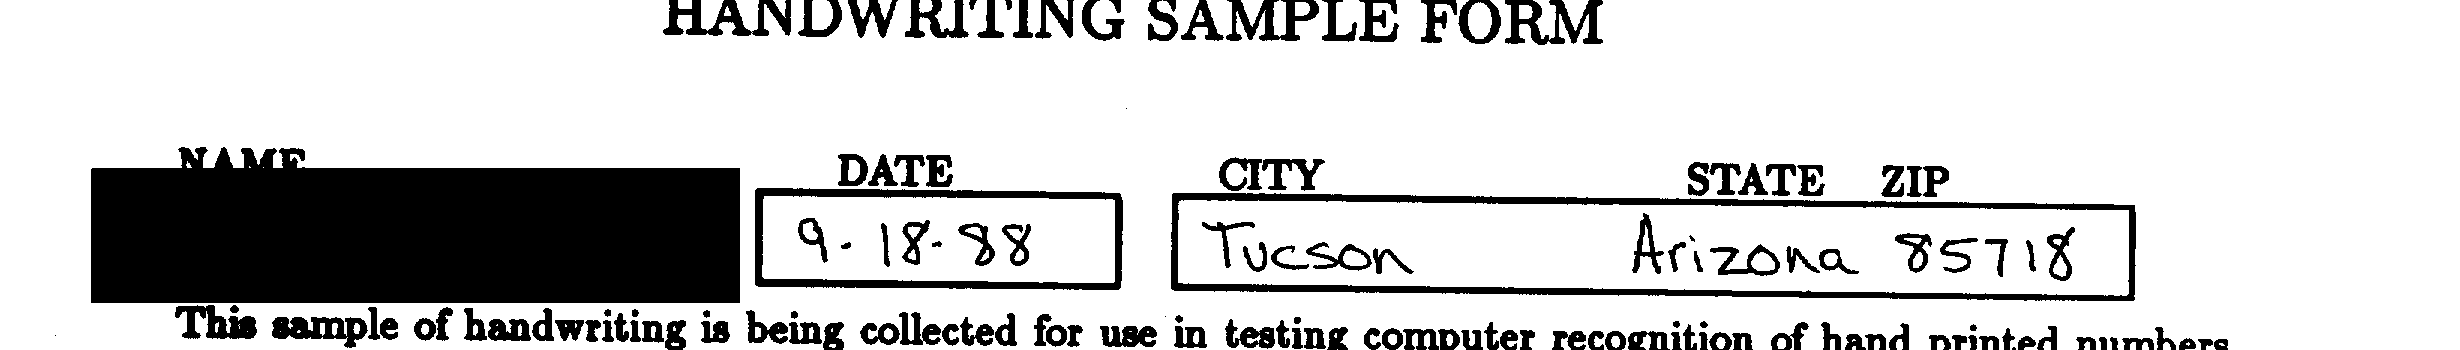 HANDWRITING SAMPLE FORM
NAME DATE CITY STATE ZIP
9-18-88 Tucson Arizona 85718
This sample of handwriting is being collected for use in testing computer recognition of hand printed numbers